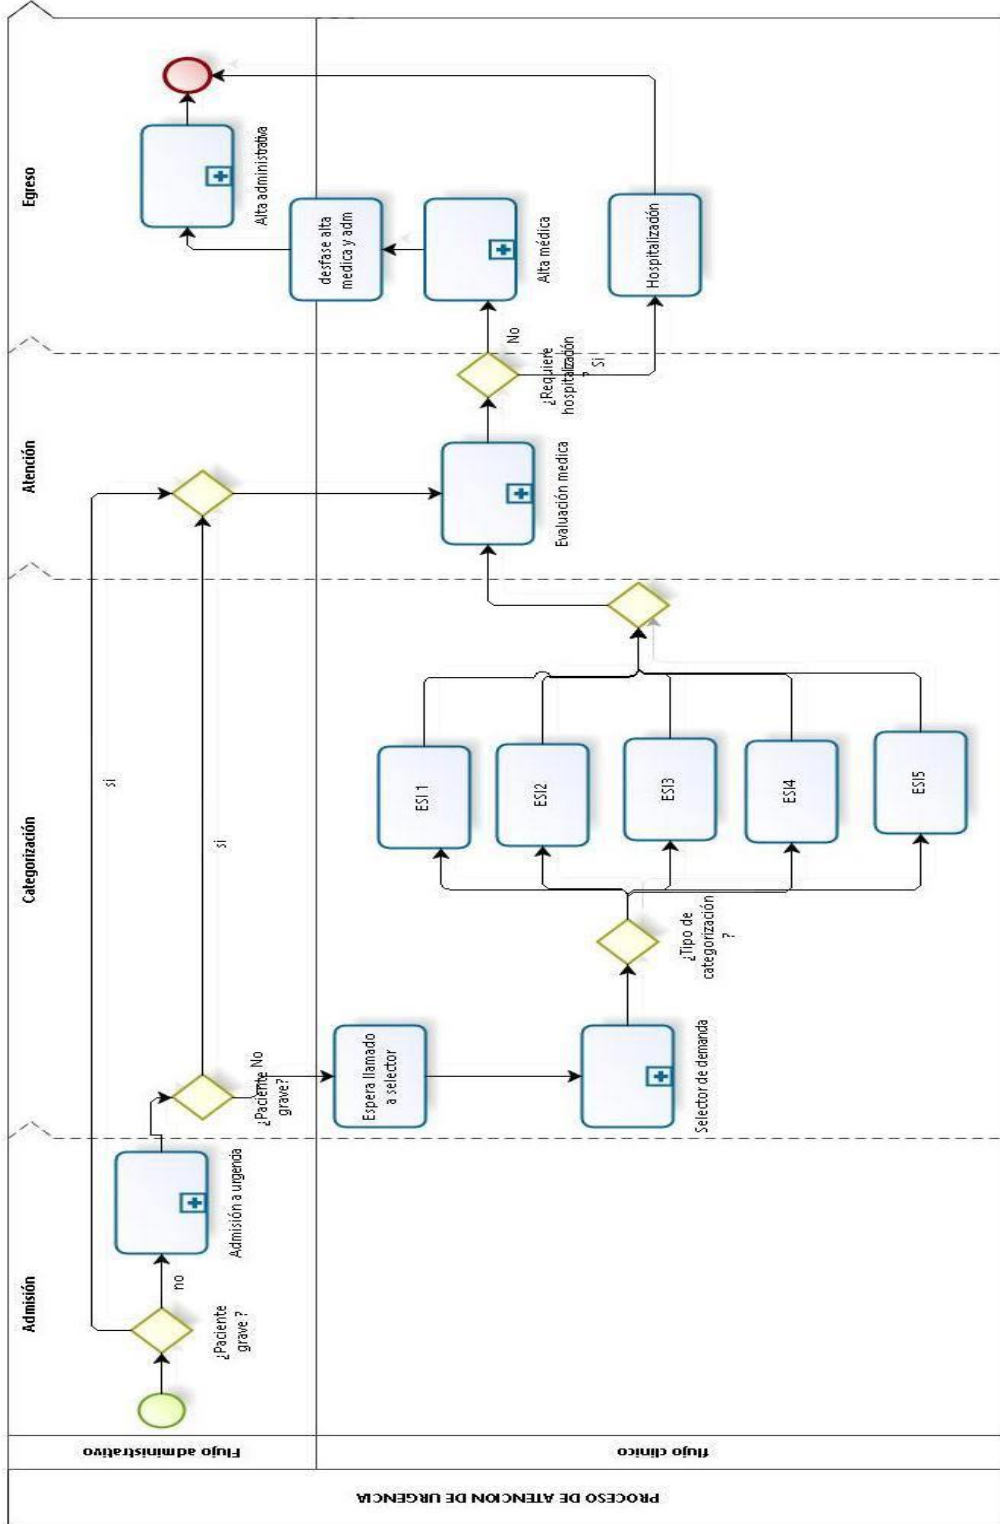 PROCESO DE ATENCION DE URGENCIA
Flujo administrativo
flujo clinico
Admisión
Categorización
Atención
Egreso
¿Paciente
grave ?
no
si
Admisión a urgencia
¿Paciente
grave?
No
si
Espera llamado
a selector
Selector de demanda
¿Tipo de
categorización
?
ESI 1
ESI2
ESI3
ESI4
ESI5
Evaluación medica
¿Requiere
hospitalización
?
No
Si
Alta médica
desfase alta
medica y adm
Alta administrativa
Hospitalización